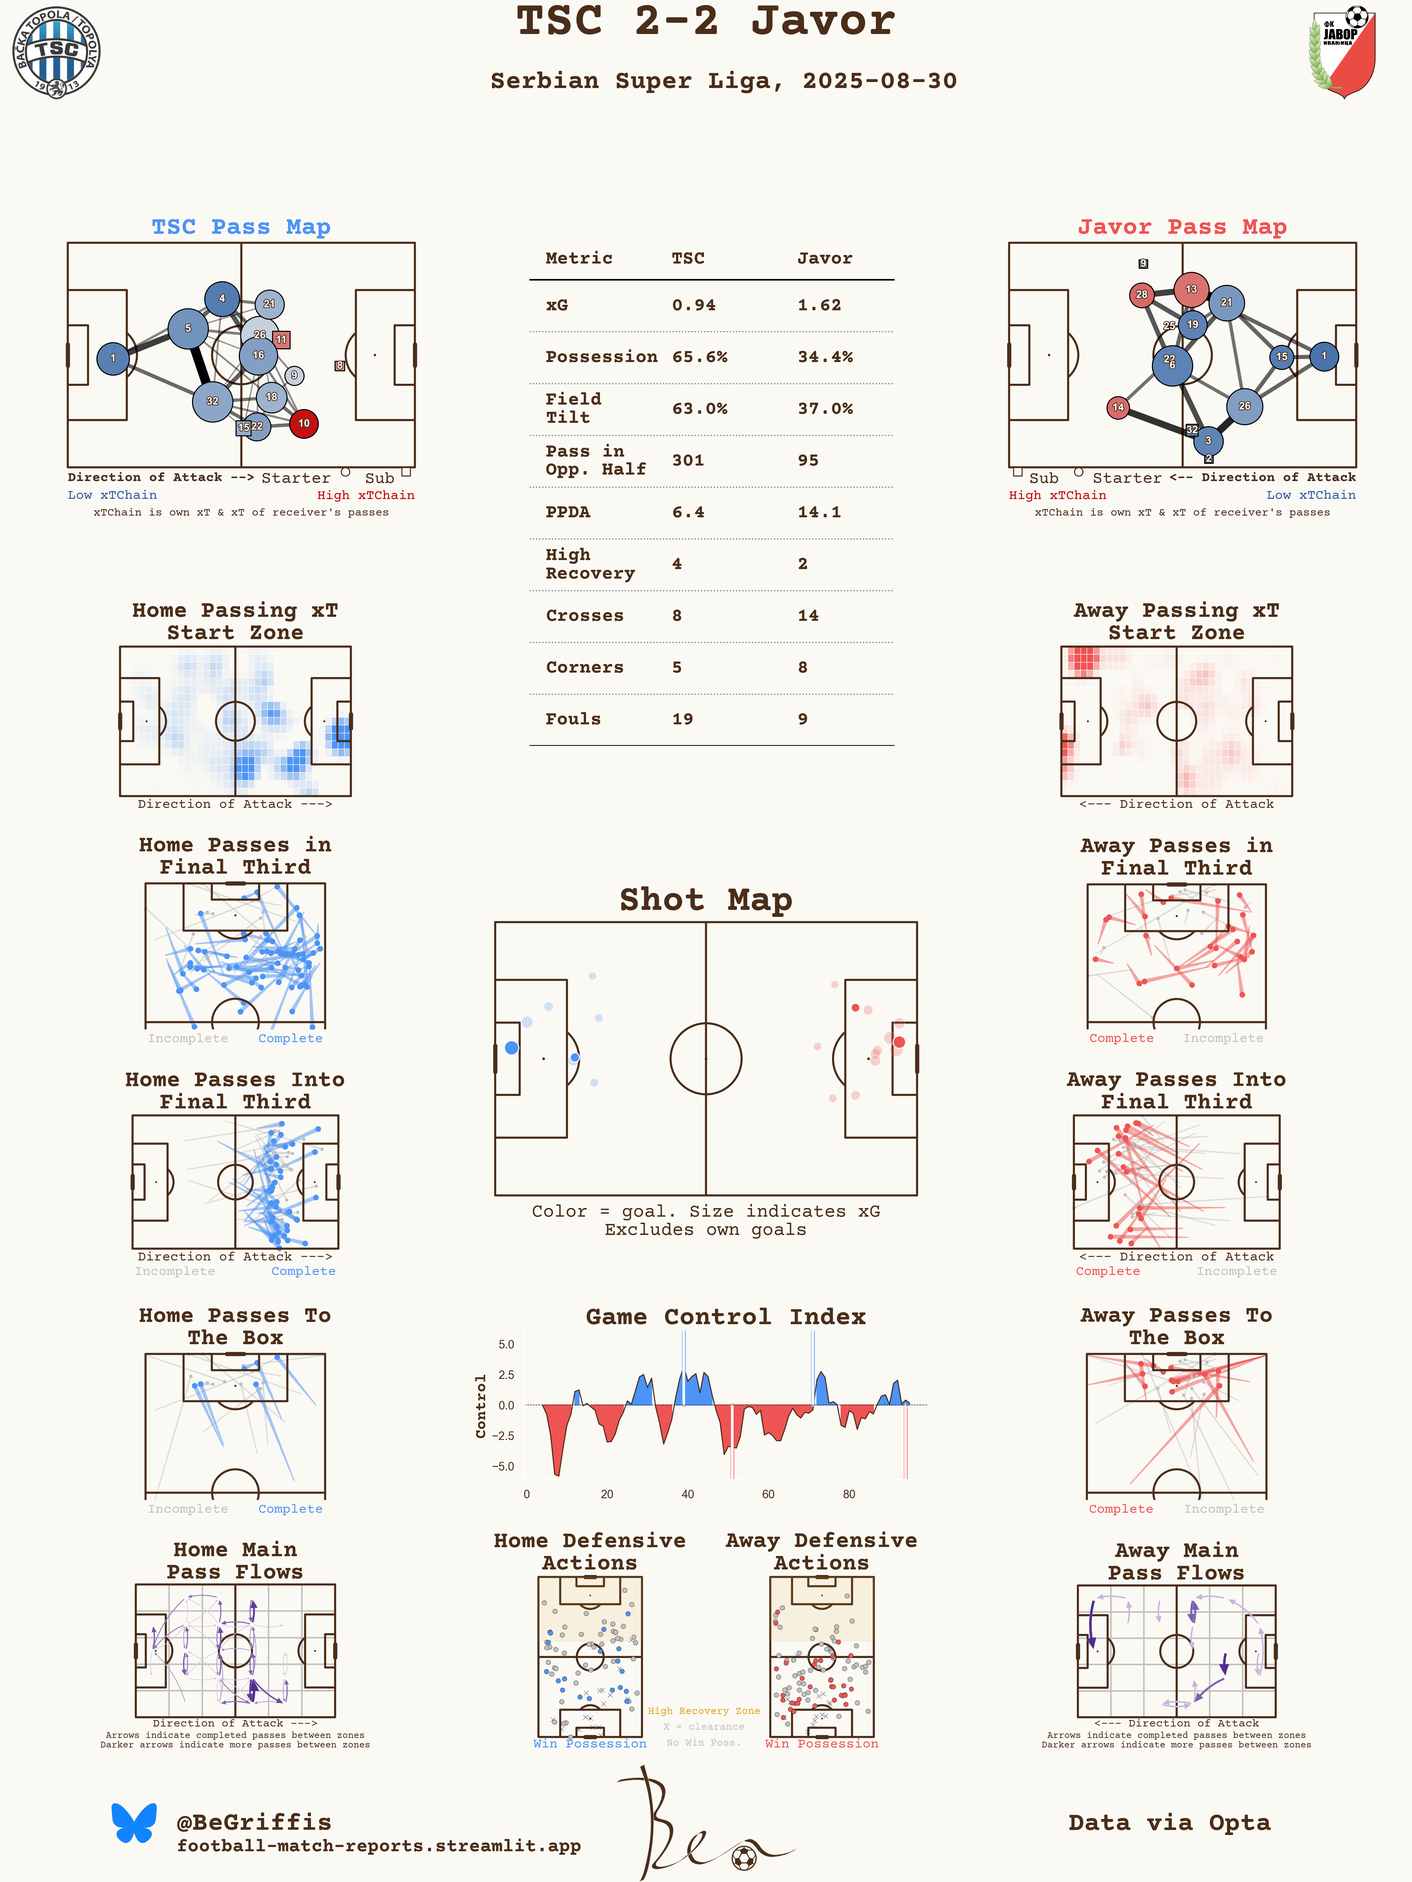 TSC 2-2 Javor
Serbian Super Liga, 2025-08-30
BAČKA TOPOLA / TOPOLYA
TSC
1913
ФК
JАВОР
ИВАЊИЦА
TSC Pass Map
1
5
4
21
26
11
16
8
9
32
18
15
22
10
Direction of Attack --> Starter Sub
Low xTChain High xTChain
xTChain is own xT & xT of receiver's passes
Metric TSC Javor
xG 0.94 1.62
Possession 65.6% 34.4%
Field
Tilt 63.0% 37.0%
Pass in
Opp. Half 301 95
PPDA 6.4 14.1
High
Recovery 4 2
Crosses 8 14
Corners 5 8
Fouls 19 9
Javor Pass Map
9
28
13
21
25
19
22
6
15
1
14
26
32
3
2
Sub Starter <-- Direction of Attack
High xTChain Low xTChain
xTChain is own xT & xT of receiver's passes
Home Passing xT
Start Zone
Direction of Attack --->
Away Passing xT
Start Zone
<--- Direction of Attack
Home Passes in
Final Third
Incomplete Complete
Away Passes in
Final Third
Complete Incomplete
Shot Map
Color = goal. Size indicates xG
Excludes own goals
Home Passes Into
Final Third
Direction of Attack --->
Incomplete Complete
Away Passes Into
Final Third
<--- Direction of Attack
Complete Incomplete
Home Passes To
The Box
Incomplete Complete
Game Control Index
Control
5.0
2.5
0.0
−2.5
−5.0
0 20 40 60 80
Away Passes To
The Box
Complete Incomplete
Home Main
Pass Flows
Direction of Attack --->
Arrows indicate completed passes between zones
Darker arrows indicate more passes between zones
Home Defensive
Actions
Win Possession
High Recovery Zone
X = clearance
No Win Poss.
Away Defensive
Actions
Win Possession
Away Main
Pass Flows
<--- Direction of Attack
Arrows indicate completed passes between zones
Darker arrows indicate more passes between zones
@BeGriffis
football-match-reports.streamlit.app
Ben
Data via Opta